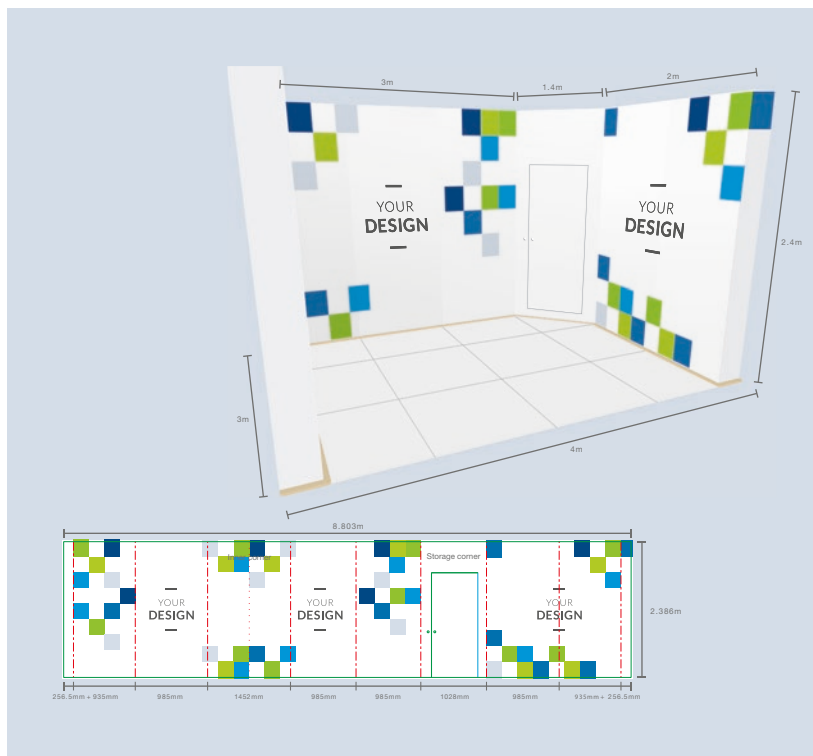 3m
1.4m
2m
YOUR
DESIGN
YOUR
DESIGN
2.4m
3m
4m
8.803m
Storage corner
YOUR
DESIGN
YOUR
DESIGN
YOUR
DESIGN
2.386m
256.5mm + 935mm
985mm
1452mm
985mm
985mm
1028mm
985mm
935mm + 256.5mm